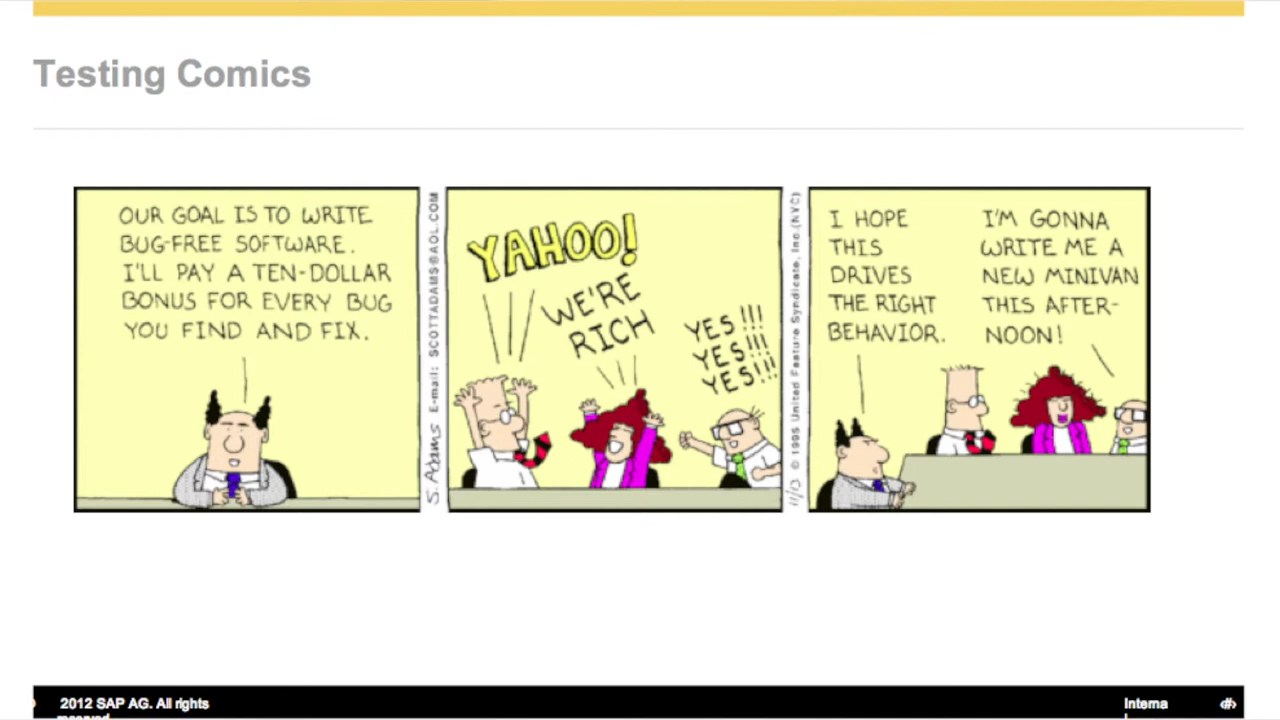 Testing Comics
OUR GOAL IS TO WRITE
BUG-FREE SOFTWARE.
I'LL PAY A TEN-DOLLAR
BONUS FOR EVERY BUG
YOU FIND AND FIX.
S. Adams E-mail: SCOTTADAMS@AOL.COM
YAHOO!
WE'RE
RICH
YES!!!
YES!!!
YES!!!
11/13 © 1995 United Feature Syndicate, Inc. (NYC)
I HOPE
THIS
DRIVES
THE RIGHT
BEHAVIOR.
I'M GONNA
WRITE ME A
NEW MINIVAN
THIS AFTER-
NOON!
2012 SAP AG. All rights
reserved
Interna
‹#›